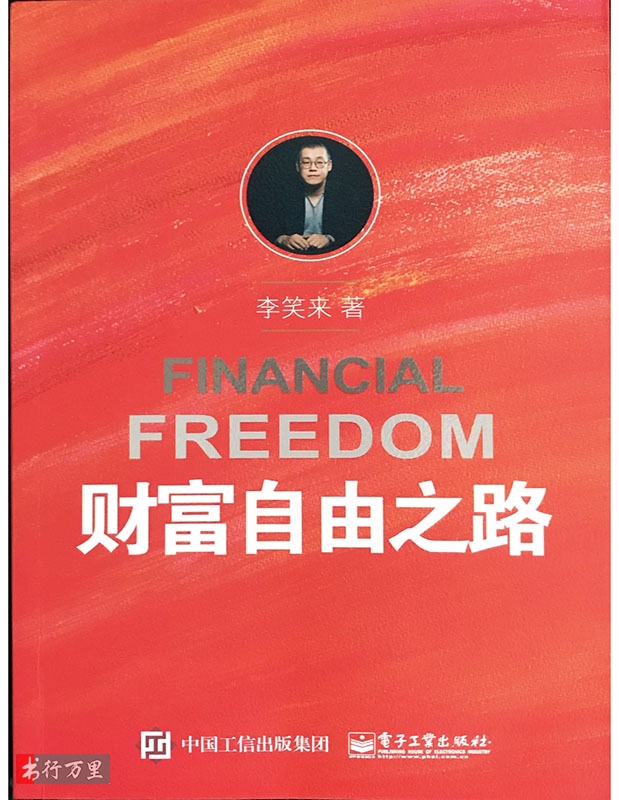 李笑来 著
FINANCIAL
FREEDOM
财富自由之路
中国工信出版集团
電子工業出版社
PUBLISHING HOUSE OF ELECTRONICS INDUSTRY
http://www.phei.com.cn
书行万里